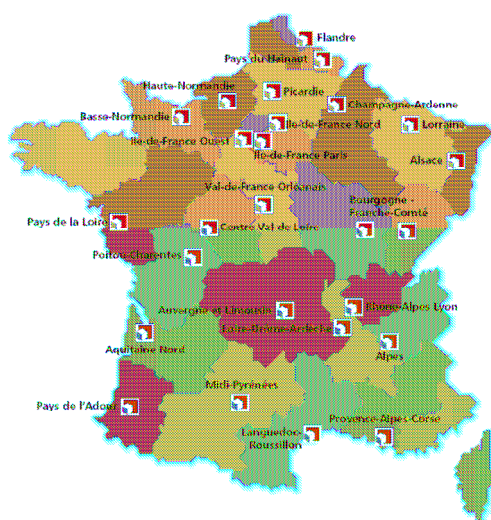 Flandre
Pays du Hainaut
Haute-Normandie
Picardie
Champagne-Ardenne
Basse-Normandie
Ile-de-France Nord
Lorraine
Ile-de-France Ouest
Ile-de-France Paris
Alsace
Val-de-France Orléanais
Bourgogne -
Franche-Comté
Pays de la Loire
Centre Val de Loire
Poitou-Charentes
Auvergne et Limousin
Rhône-Alpes Lyon
Loire-Drôme-Ardèche
Aquitaine Nord
Alpes
Midi-Pyrénées
Pays de l'Adour
Provence-Alpes-Corse
Languedoc-
Roussillon